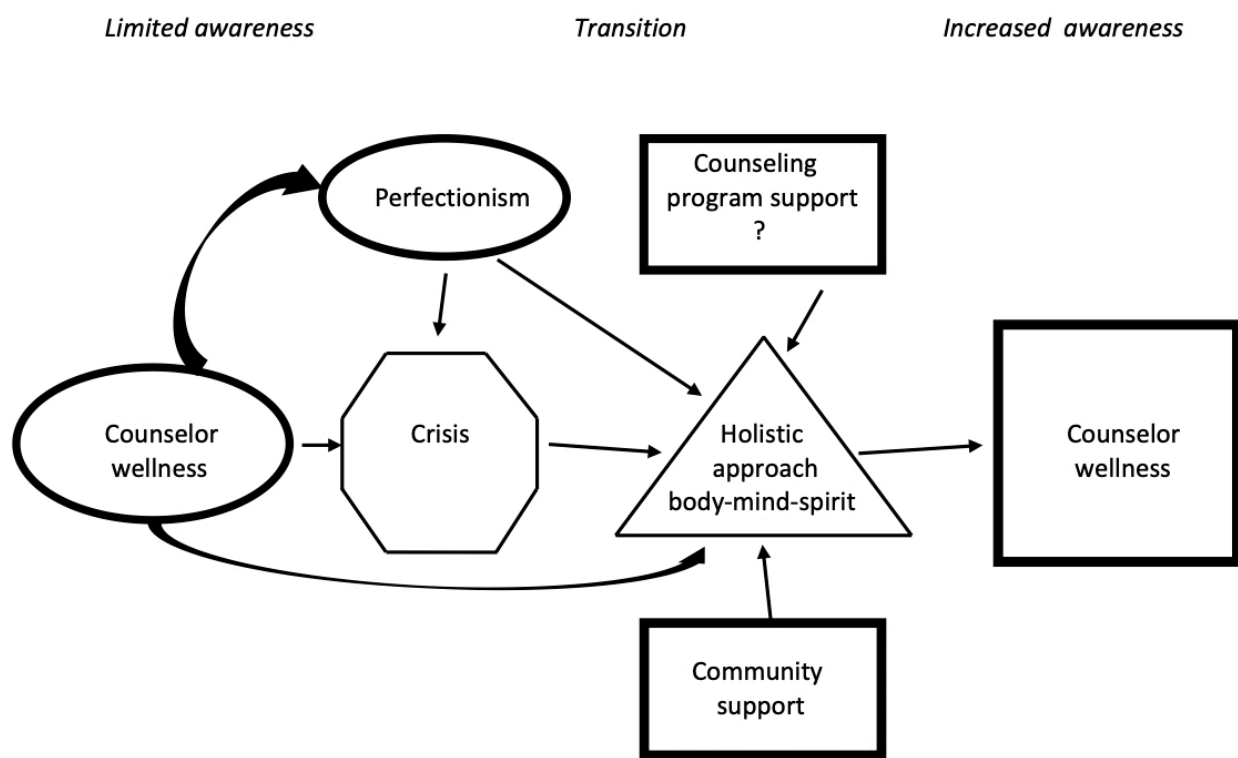 Limited awareness
Transition
Increased awareness
Perfectionism
Counseling
program support
?
Counselor
wellness
Crisis
Holistic
approach
body-mind-spirit
Counselor
wellness
Community
support